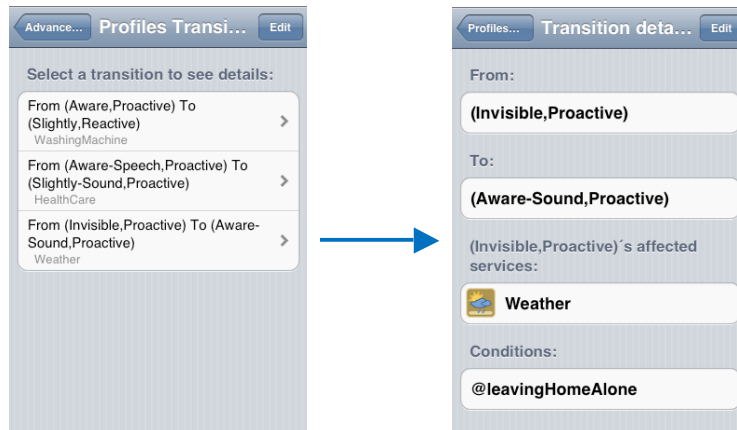 Advance...
Profiles Transi...
Edit
Select a transition to see details:
From (Aware,Proactive) To
(Slightly,Reactive)
WashingMachine
From (Aware-Speech,Proactive) To
(Slightly-Sound,Proactive)
HealthCare
From (Invisible,Proactive) To (Aware-
Sound,Proactive)
Weather
Profiles...
Transition deta...
Edit
From:
(Invisible,Proactive)
To:
(Aware-Sound,Proactive)
(Invisible,Proactive)´s affected
services:
Weather
Conditions:
@leavingHomeAlone